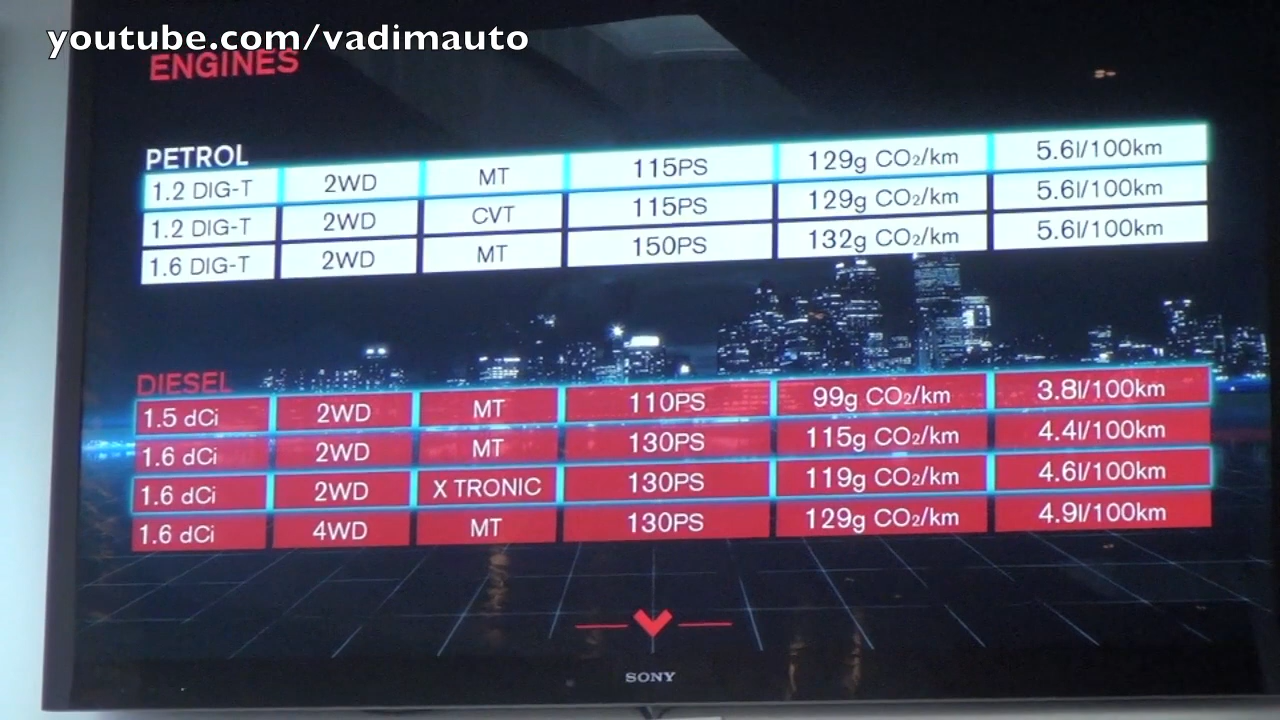 youtube.com/vadimauto
ENGINES
PETROL
1.2 DIG-T 2WD MT 115PS 129g CO₂/km 5.6l/100km
1.2 DIG-T 2WD CVT 115PS 129g CO₂/km 5.6l/100km
1.6 DIG-T 2WD MT 150PS 132g CO₂/km 5.6l/100km
DIESEL
1.5 dCi 2WD MT 110PS 99g CO₂/km 3.8l/100km
1.6 dCi 2WD MT 130PS 115g CO₂/km 4.4l/100km
1.6 dCi 2WD X TRONIC 130PS 119g CO₂/km 4.6l/100km
1.6 dCi 4WD MT 130PS 129g CO₂/km 4.9l/100km
SONY